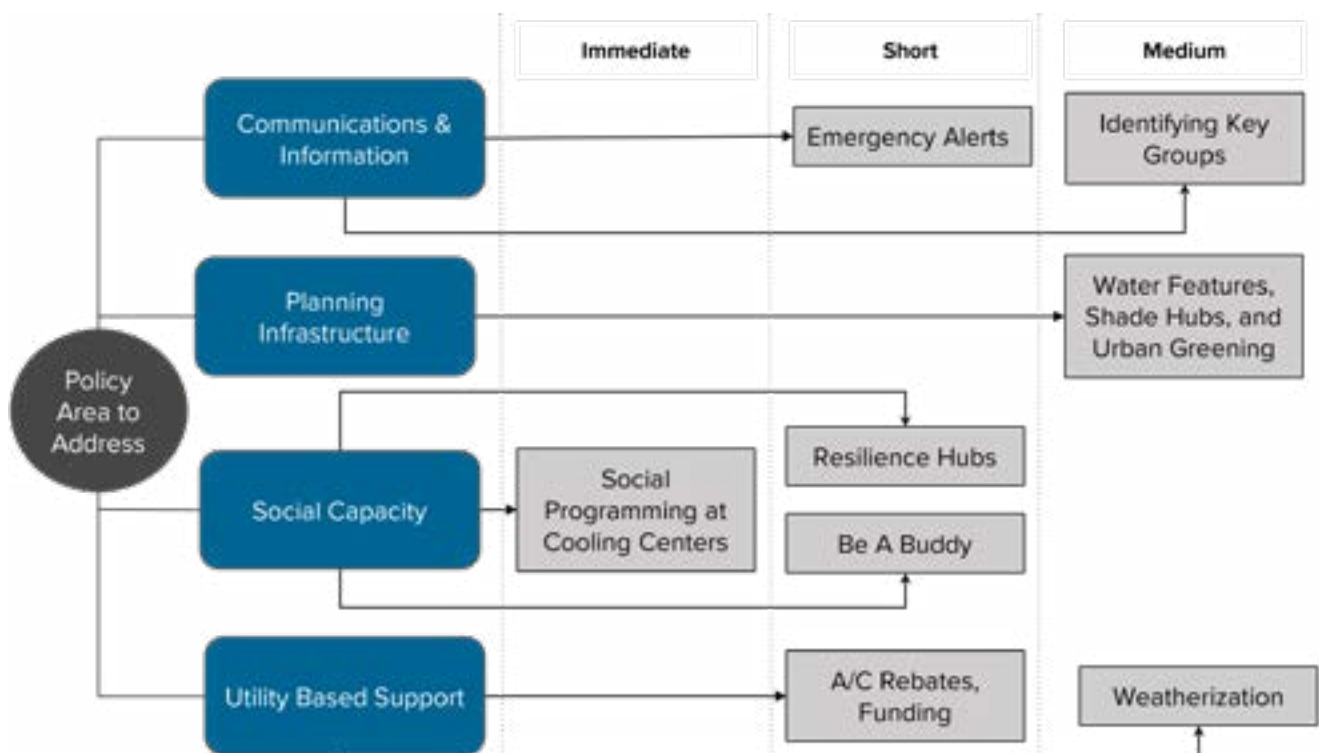 Immediate
Short
Medium
Communications &
Information
Emergency Alerts
Identifying Key
Groups
Planning
Infrastructure
Water Features,
Shade Hubs, and
Urban Greening
Policy
Area to
Address
Social Capacity
Social
Programming at
Cooling Centers
Resilience Hubs
Be A Buddy
Utility Based Support
A/C Rebates,
Funding
Weatherization